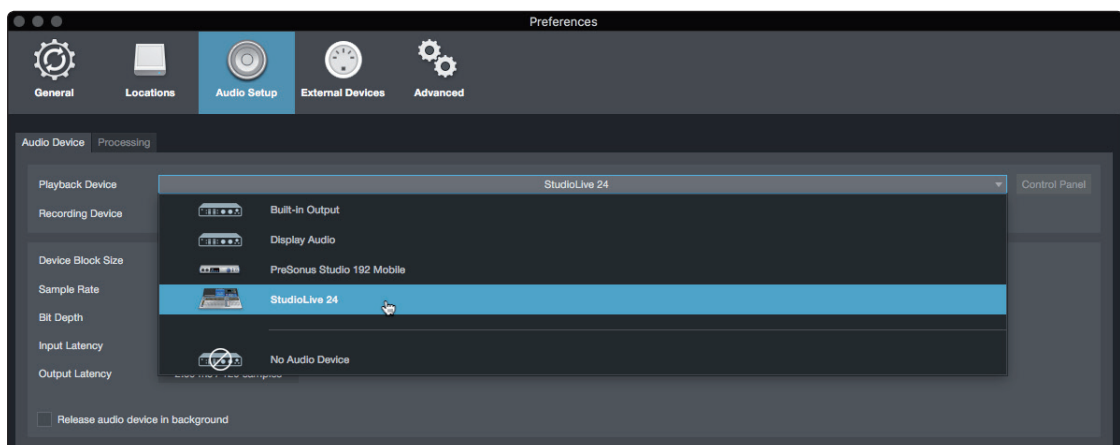 Preferences
General Locations Audio Setup External Devices Advanced
Audio Device Processing
Playback Device StudioLive 24 Control Panel
Recording Device
Built-in Output
Display Audio
Device Block Size
PreSonus Studio 192 Mobile
Sample Rate
StudioLive 24
Bit Depth
Input Latency
No Audio Device
Output Latency
Release audio device in background